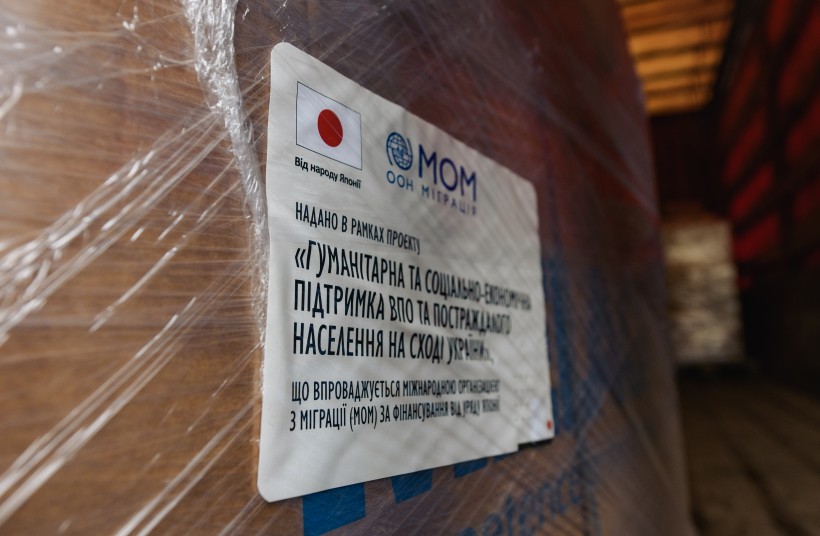 Від народу Японії
МОМ
ООН МІГРАЦІЯ
НАДАНО В РАМКАХ ПРОЄКТУ
«ГУМАНІТАРНА ТА СОЦІАЛЬНО-ЕКОНОМІЧНА
ПІДТРИМКА ВПО ТА ПОСТРАЖДАЛОГО
НАСЕЛЕННЯ НА СХОДІ УКРАЇНИ»,
ЩО ВПРОВАДЖУЄТЬСЯ МІЖНАРОДНОЮ ОРГАНІЗАЦІЄЮ
З МІГРАЦІЇ (МОМ) ЗА ФІНАНСУВАННЯ ВІД УРЯДУ ЯПОНІЇ